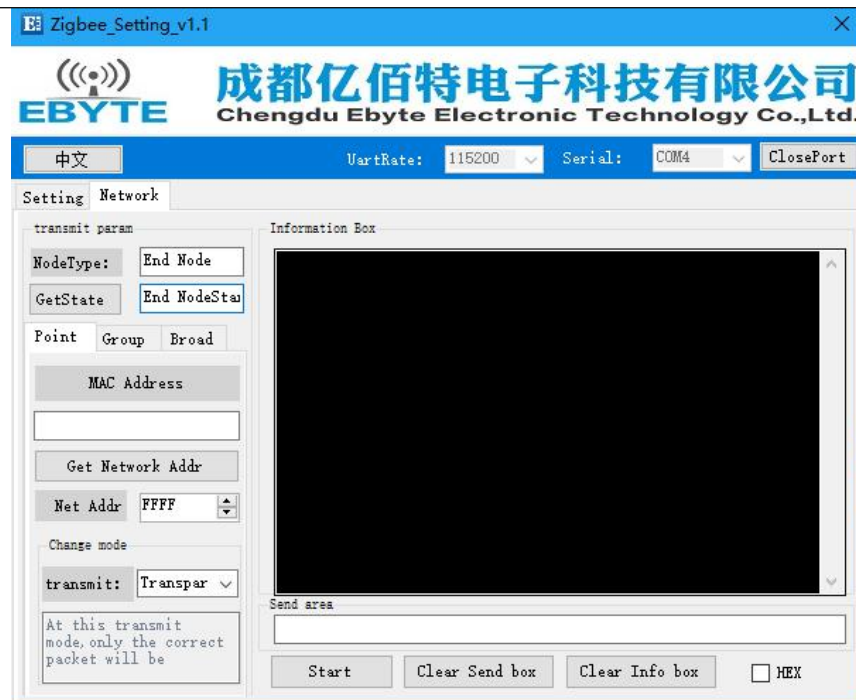 Zigbee_Setting_v1.1
EBYTE
成都亿佰特电子科技有限公司
Chengdu Ebyte Electronic Technology Co.,Ltd.
中文 UartRate: 115200 Serial: COM4 ClosePort
Setting Network
transmit param
NodeType: End Node
GetState End NodeStar
Point Group Broad
MAC Address
Get Network Addr
Net Addr FFFF
Change mode
transmit: Transpar
At this transmit
mode,only the correct
packet will be
Information Box
Send area
Start Clear Send box Clear Info box HEX